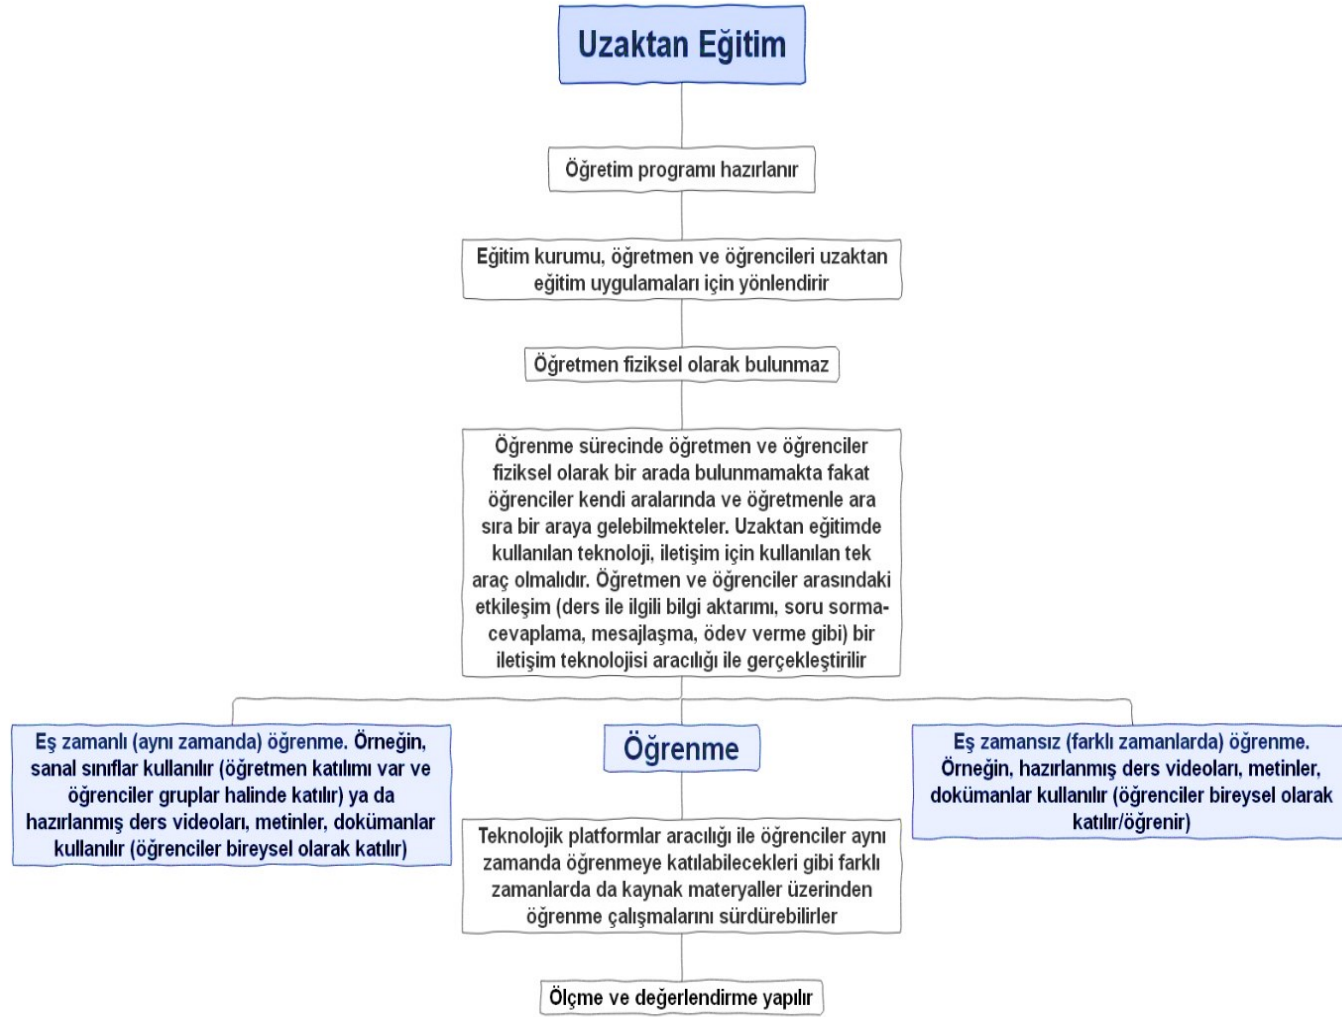 Uzaktan Eğitim
Öğretim programı hazırlanır
Eğitim kurumu, öğretmen ve öğrencileri uzaktan
eğitim uygulamaları için yönlendirir
Öğretmen fiziksel olarak bulunmaz
Öğrenme sürecinde öğretmen ve öğrenciler
fiziksel olarak bir arada bulunmamakta fakat
öğrenciler kendi aralarında ve öğretmenle ara
sıra bir araya gelebilmekteler. Uzaktan eğitimde
kullanılan teknoloji, iletişim için kullanılan tek
araç olmalıdır. Öğretmen ve öğrenciler arasındaki
etkileşim (ders ile ilgili bilgi aktarımı, soru sorma-
cevaplama, mesajlaşma, ödev verme gibi) bir
iletişim teknolojisi aracılığı ile gerçekleştirilir
Eş zamanlı (aynı zamanda) öğrenme. Örneğin,
sanal sınıflar kullanılır (öğretmen katılımı var ve
öğrenciler gruplar halinde katılır) ya da
hazırlanmış ders videoları, metinler, dokümanlar
kullanılır (öğrenciler bireysel olarak katılır)
Öğrenme
Eş zamansız (farklı zamanlarda) öğrenme.
Örneğin, hazırlanmış ders videoları, metinler,
dokümanlar kullanılır (öğrenciler bireysel olarak
katılır/öğrenir)
Teknolojik platformlar aracılığı ile öğrenciler aynı
zamanda öğrenmeye katılabilecekleri gibi farklı
zamanlarda da kaynak materyaller üzerinden
öğrenme çalışmalarını sürdürebilirler
Ölçme ve değerlendirme yapılır